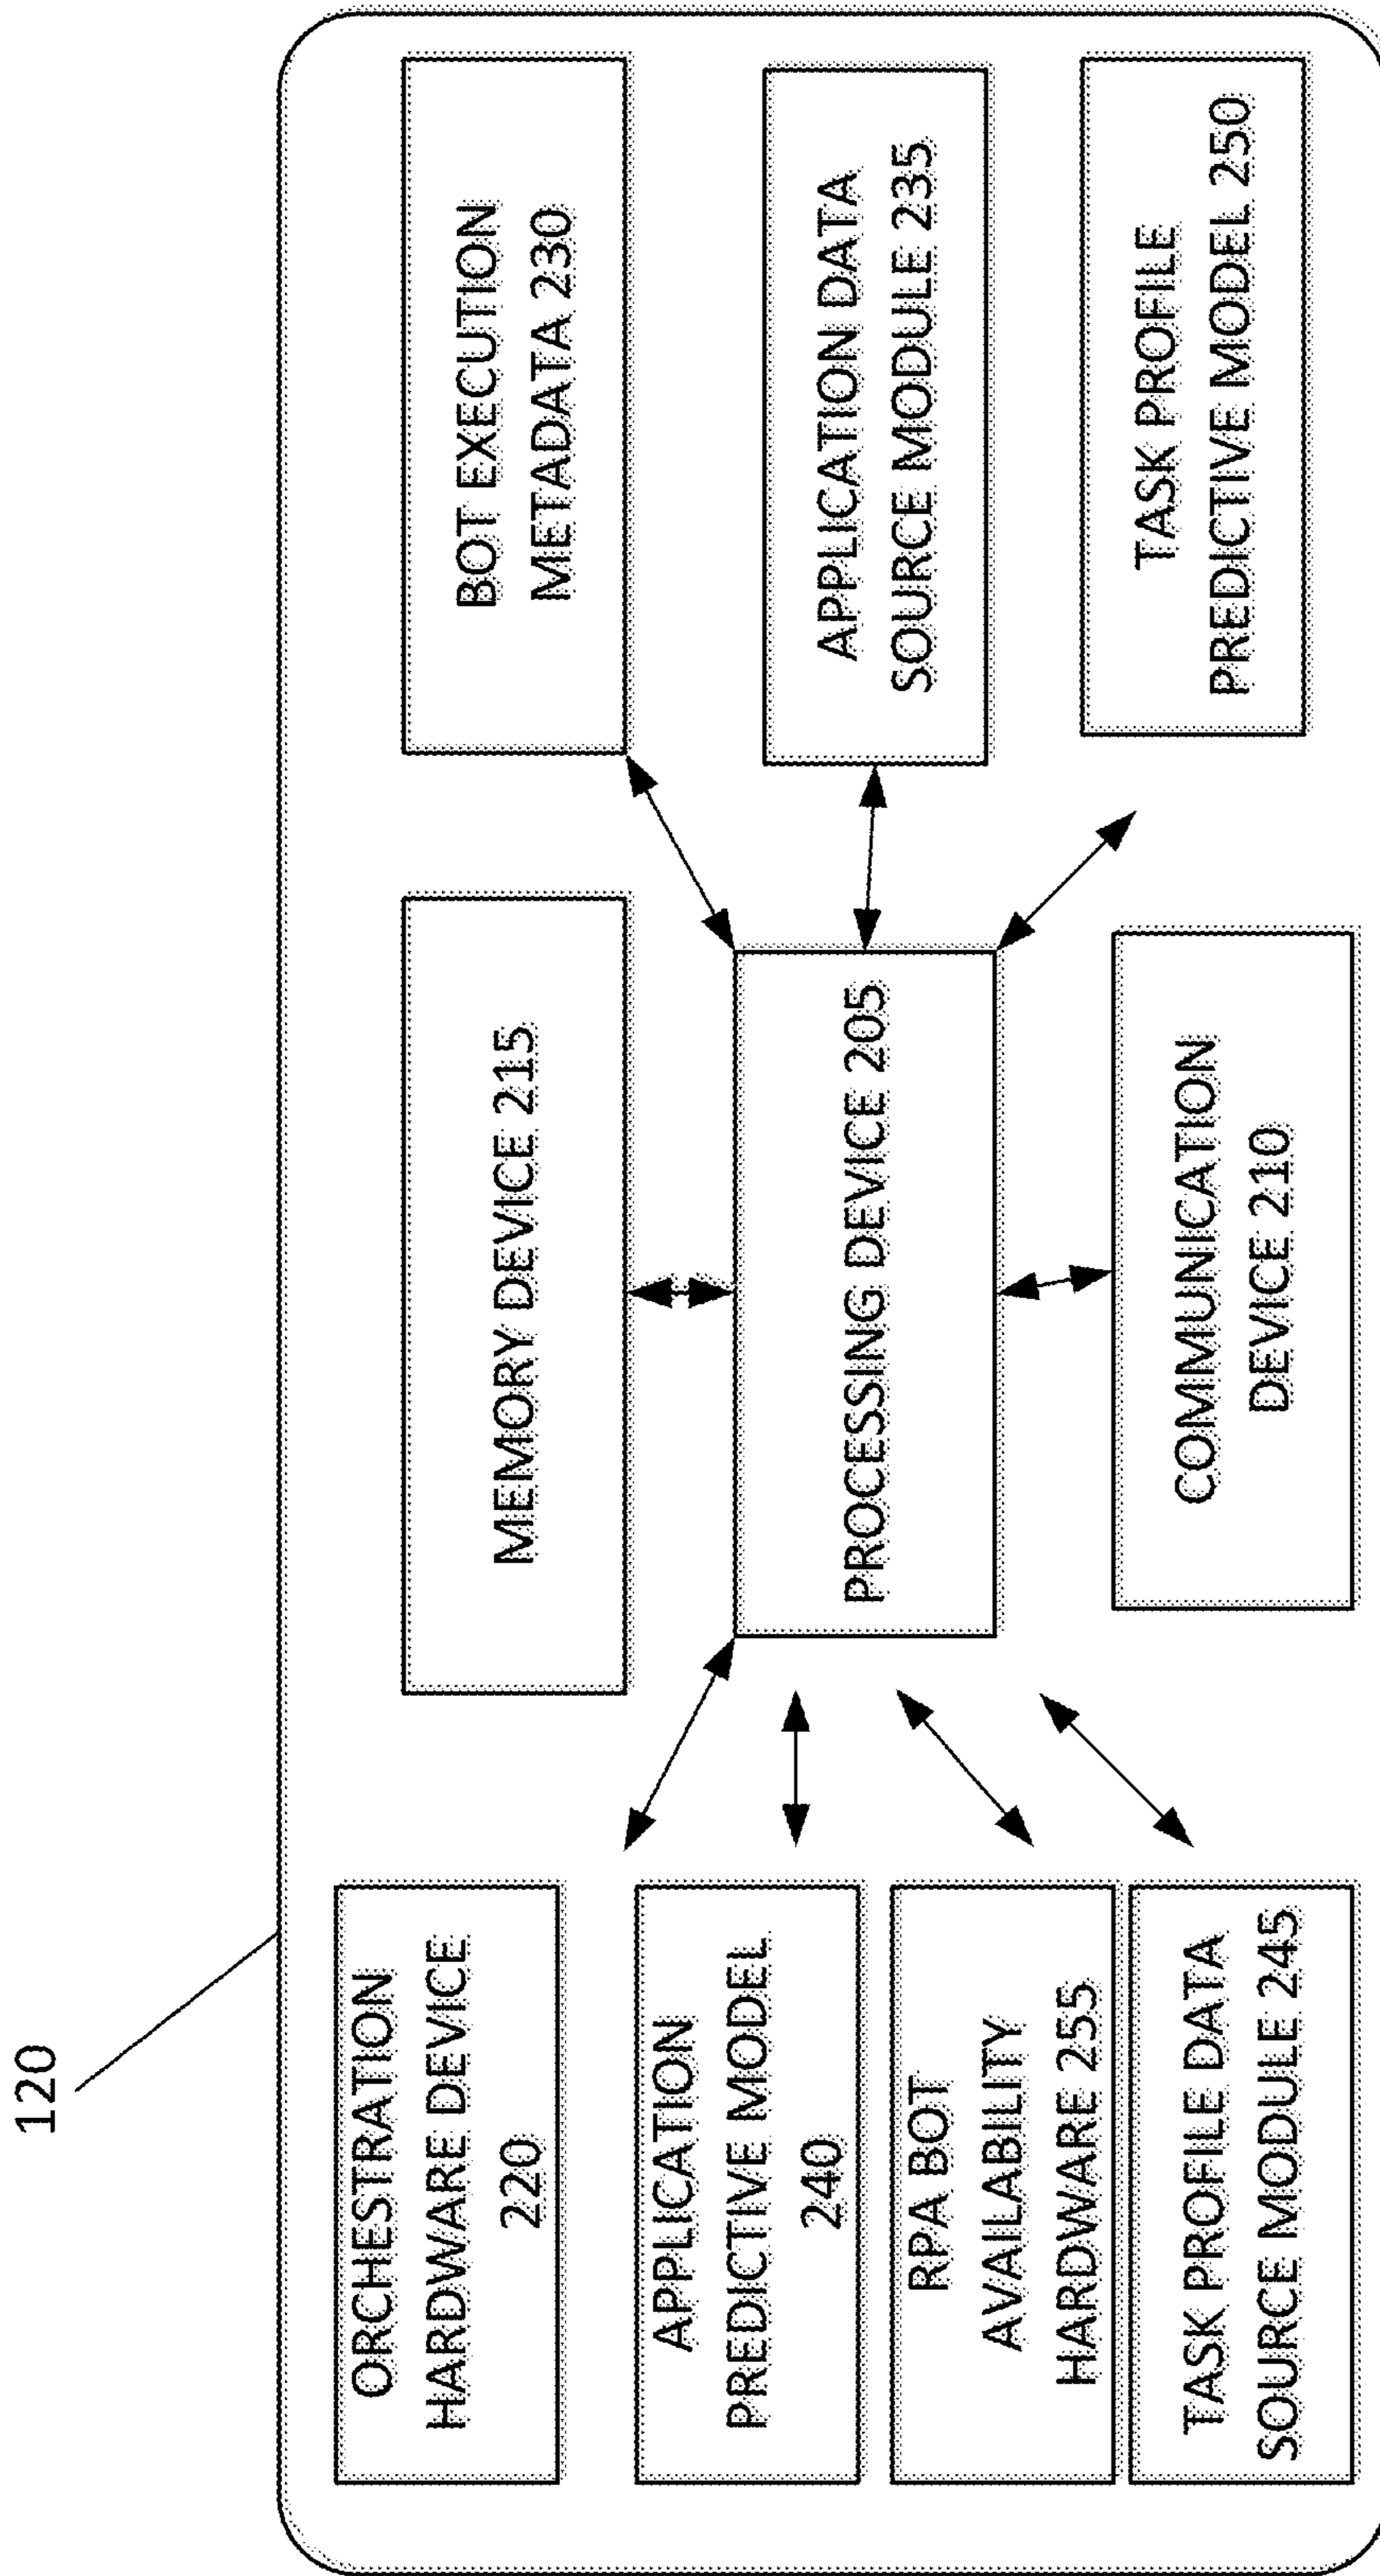 120
ORCHESTRATION
HARDWARE DEVICE
220
APPLICATION
PREDICTIVE MODEL
240
RPA BOT
AVAILABILITY
HARDWARE 255
TASK PROFILE DATA
SOURCE MODULE 245
MEMORY DEVICE 215
PROCESSING DEVICE 205
COMMUNICATION
DEVICE 210
BOT EXECUTION
METADATA 230
APPLICATION DATA
SOURCE MODULE 235
TASK PROFILE
PREDICTIVE MODEL 250